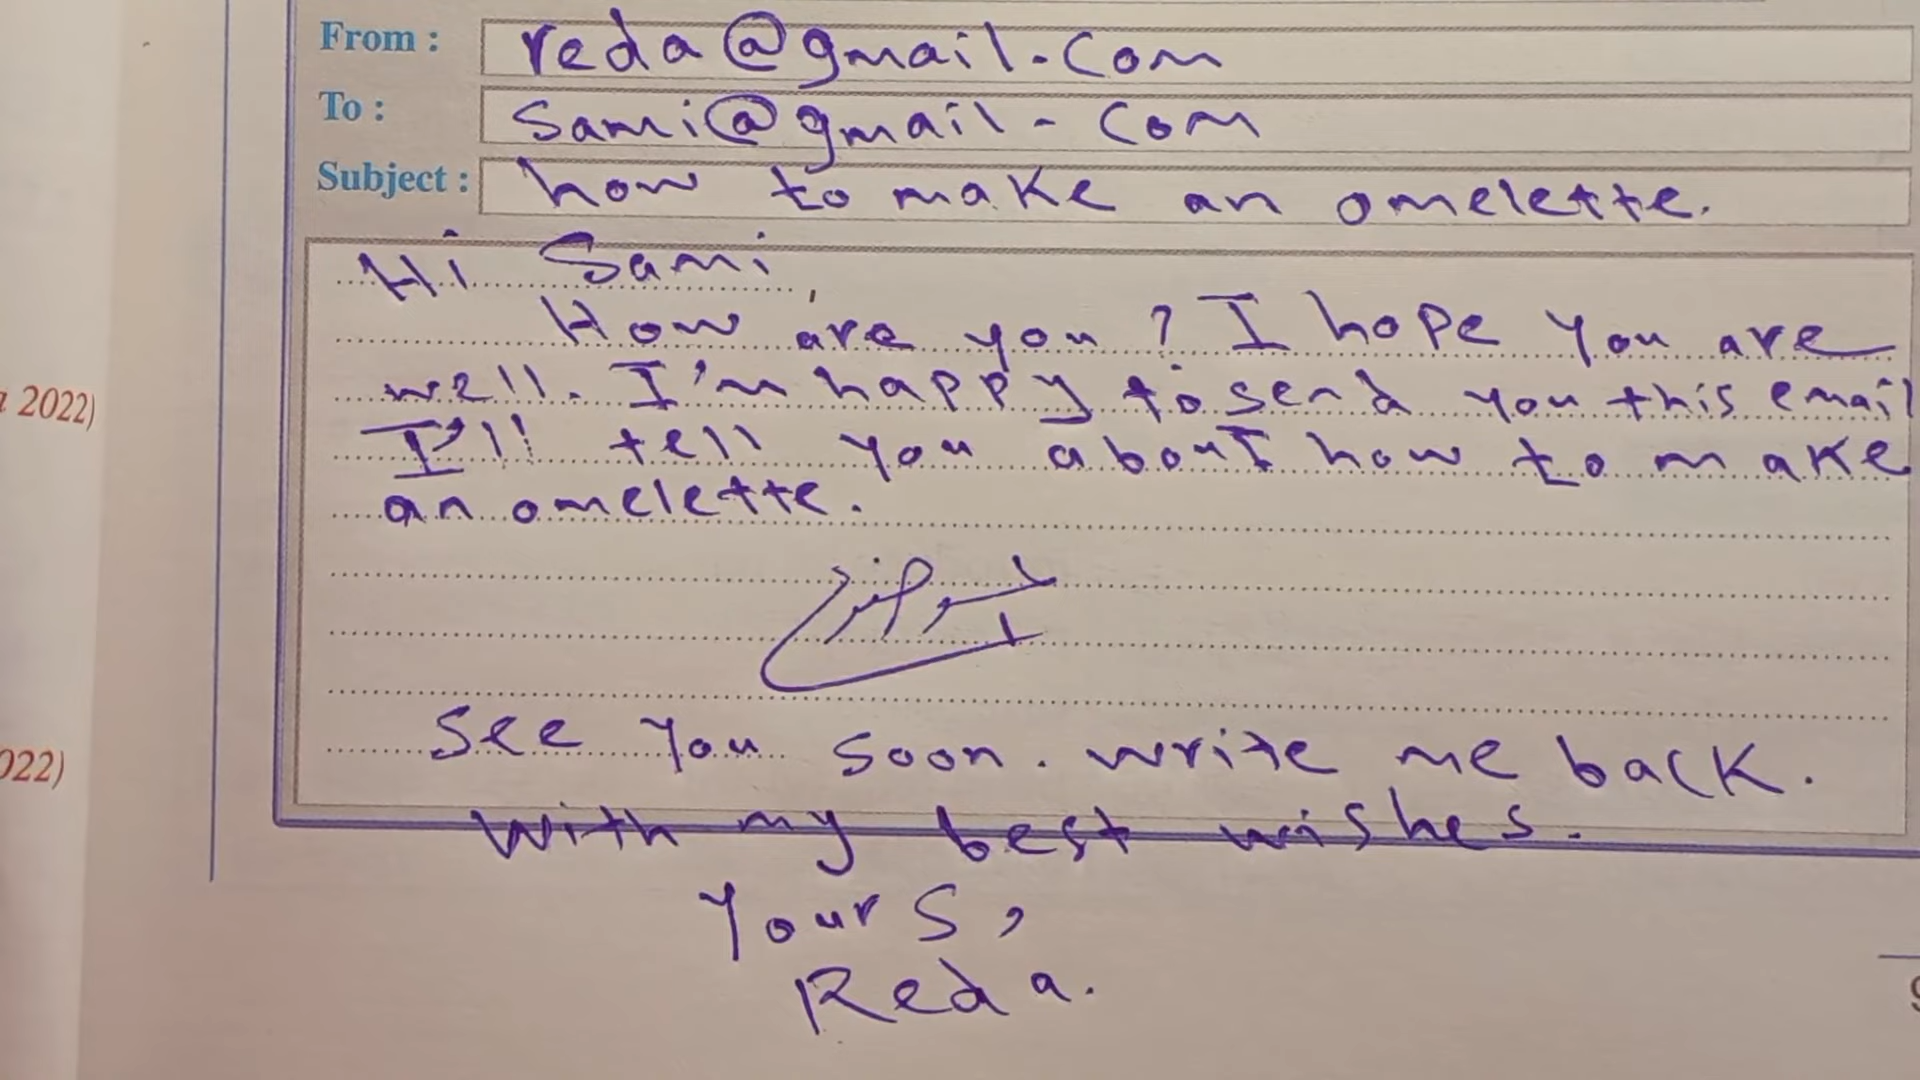 From : reda@gmail.com
To : sami@gmail.com
Subject : how to make an omelette.
Hi Sami,
How are you? I hope you are
well. I'm happy to send you this email
I'll tell you about how to make
an omelette.
2022)
See you soon. write me back.
022)
With my best wishes.
Yours,
Reda.